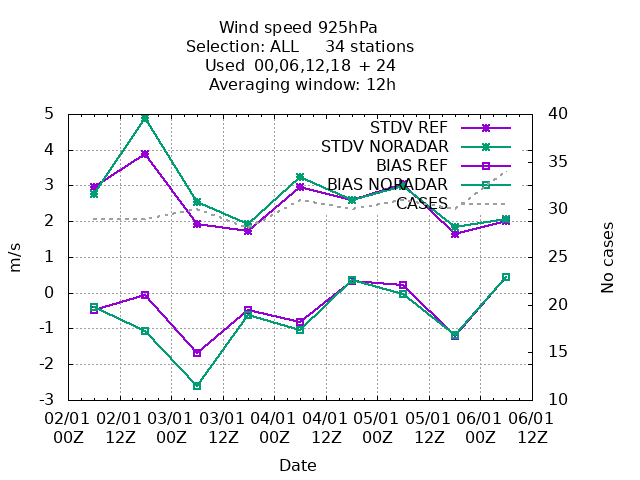 Wind speed 925hPa
Selection: ALL     34 stations
Used  00,06,12,18 + 24
Averaging window: 12h
STDV REF
STDV NORADAR
BIAS REF
BIAS NORADAR
CASES
5
4
3
2
1
0
-1
-2
-3
m/s
40
35
30
25
20
15
10
No cases
02/01 02/01 03/01 03/01 04/01 04/01 05/01 05/01 06/01 06/01
00Z 12Z 00Z 12Z 00Z 12Z 00Z 12Z 00Z 12Z
Date